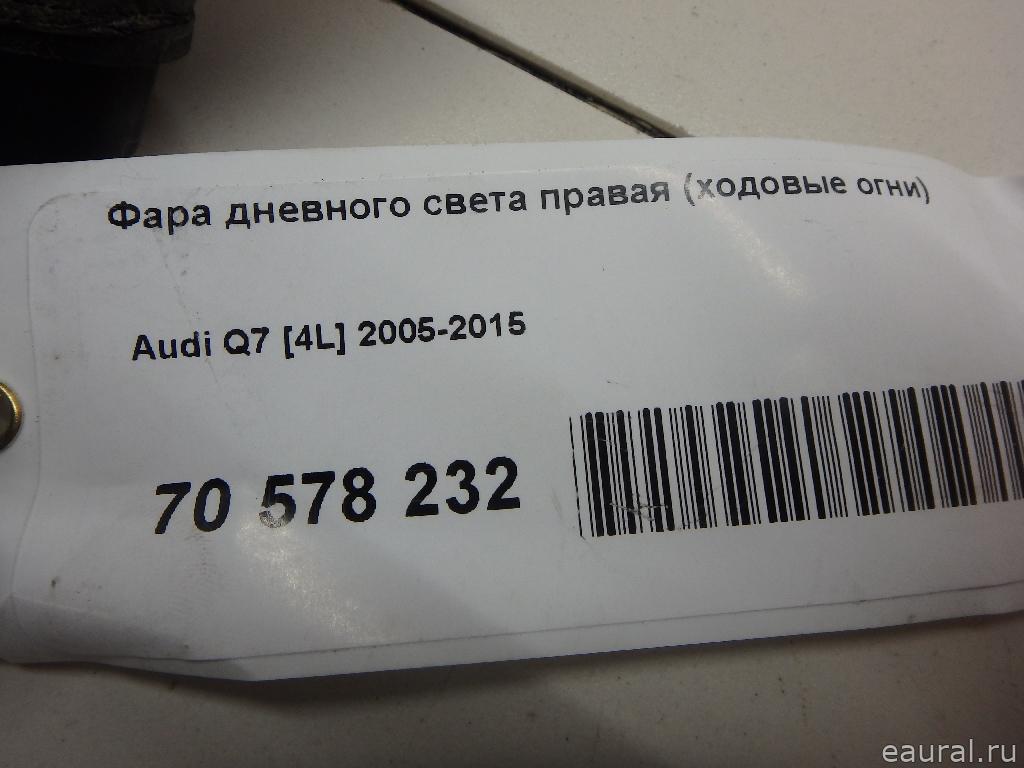 Фара дневного света правая (ходовые огни)
Audi Q7 [4L] 2005-2015
70 578 232
eaural.ru